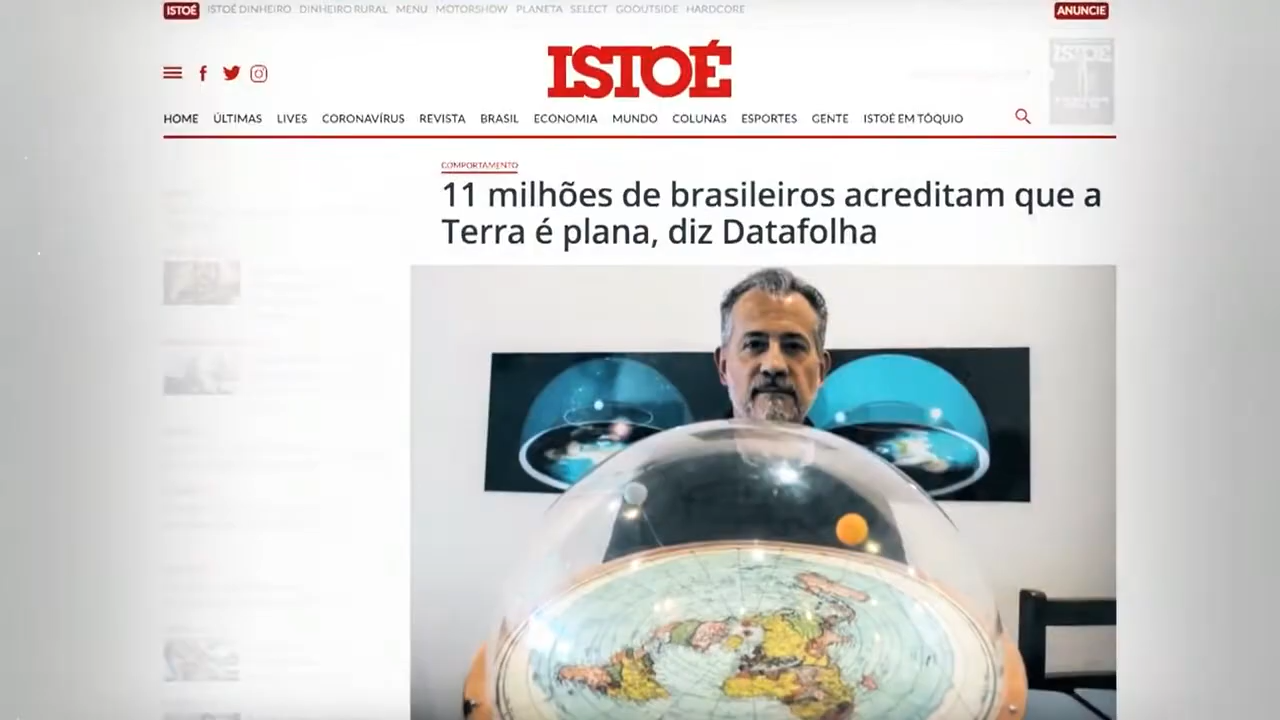 ISTOÉ ISTOÉ DINHEIRO DINHEIRO RURAL MENU MOTORSHOW PLANETA SELECT GOOUTSIDE HARDCORE ANUNCIE
ISTOÉ
ISTOÉ
HOME ÚLTIMAS LIVES CORONAVÍRUS REVISTA BRASIL ECONOMIA MUNDO COLUNAS ESPORTES GENTE ISTOÉ EM TÓQUIO
COMPORTAMENTO
11 milhões de brasileiros acreditam que a
Terra é plana, diz Datafolha